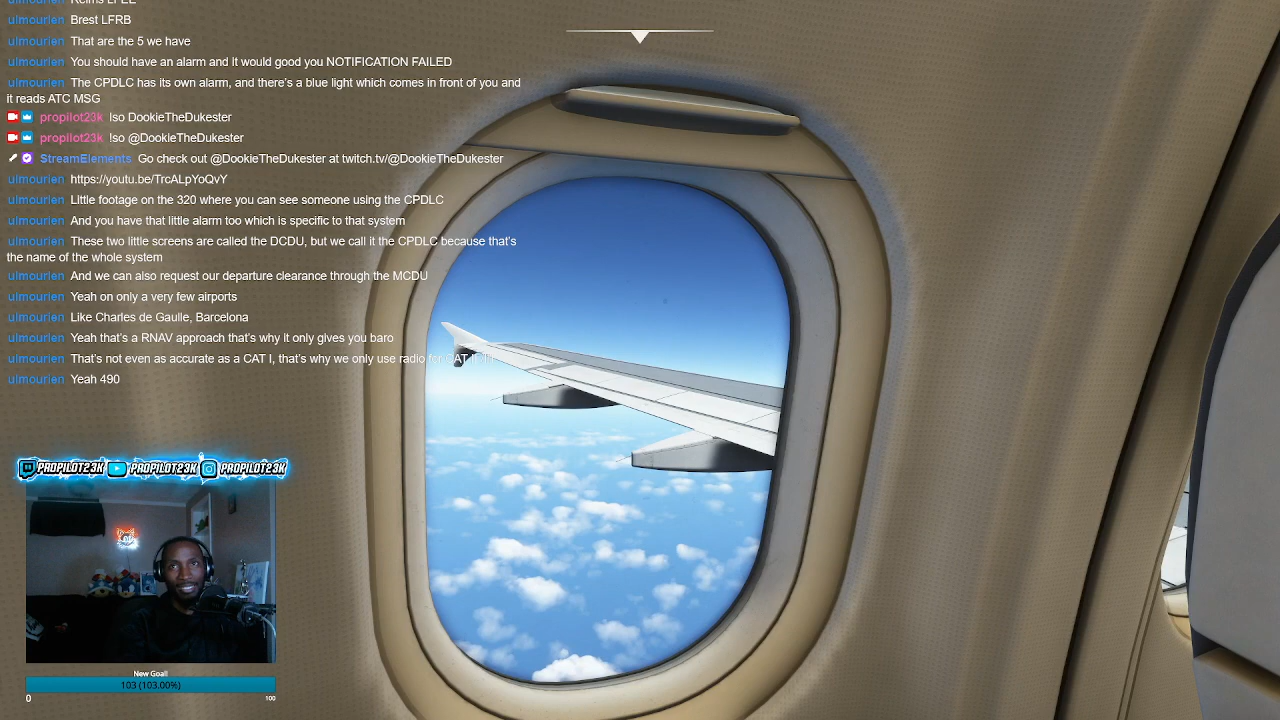 ulmourien Reims LFEE
ulmourien Brest LFRB
ulmourien That are the 5 we have
ulmourien You should have an alarm and it would good you NOTIFICATION FAILED
ulmourien The CPDLC has its own alarm, and there's a blue light which comes in front of you and
it reads ATC MSG
propilot23k !so DookieTheDukester
propilot23k !so @DookieTheDukester
StreamElements Go check out @DookieTheDukester at twitch.tv/@DookieTheDukester
ulmourien https://youtu.be/TrcALpYoQvY
ulmourien Little footage on the 320 where you can see someone using the CPDLC
ulmourien And you have that little alarm too which is specific to that system
ulmourien These two little screens are called the DCDU, but we call it the CPDLC because that's
the name of the whole system
ulmourien And we can also request our departure clearance through the MCDU
ulmourien Yeah on only a very few airports
ulmourien Like Charles de Gaulle, Barcelona
ulmourien Yeah that's a RNAV approach that's why it only gives you baro
ulmourien That's not even as accurate as a CAT I, that's why we only use radio for CAT
ulmourien Yeah 490
PROPILOT23K PROPILOT23K PROPILOT23K
New Goal!
103 (103.00%)
0 100